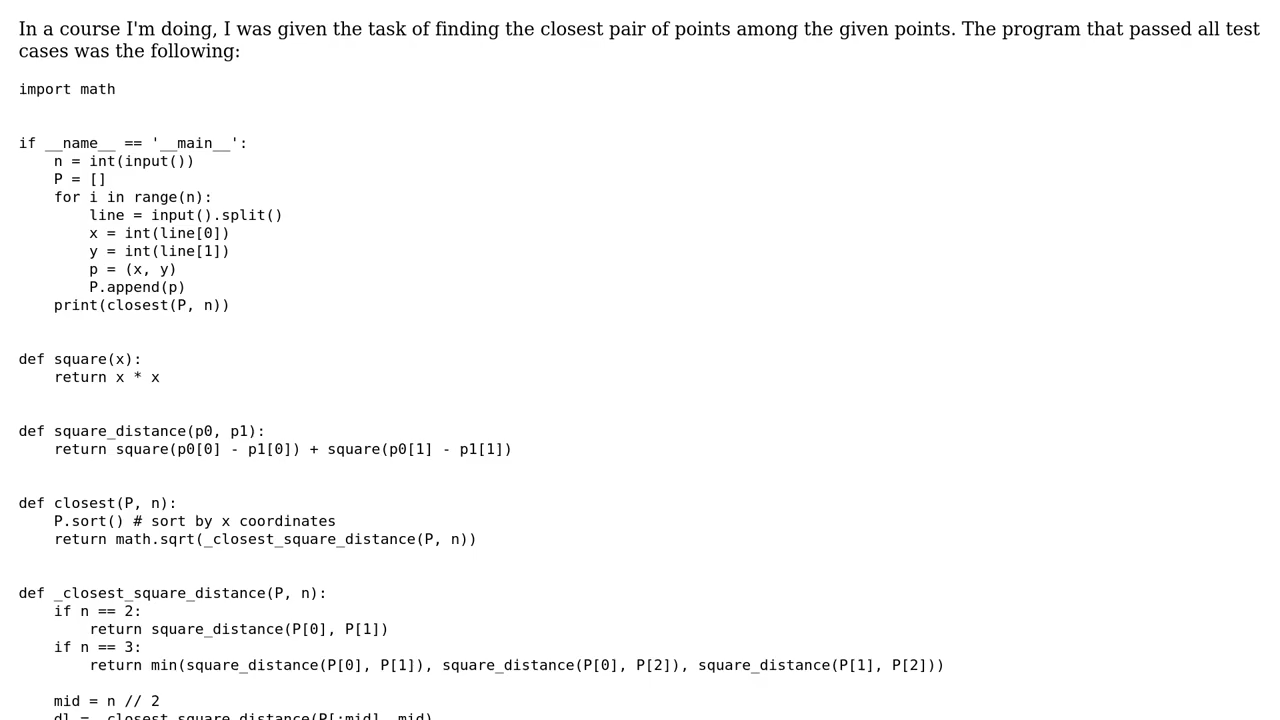 In a course I'm doing, I was given the task of finding the closest pair of points among the given points. The program that passed all test
cases was the following:
import math
if __name__ == '__main__':
    n = int(input())
    P = []
    for i in range(n):
        line = input().split()
        x = int(line[0])
        y = int(line[1])
        p = (x, y)
        P.append(p)
    print(closest(P, n))
def square(x):
    return x * x
def square_distance(p0, p1):
    return square(p0[0] - p1[0]) + square(p0[1] - p1[1])
def closest(P, n):
    P.sort() # sort by x coordinates
    return math.sqrt(_closest_square_distance(P, n))
def _closest_square_distance(P, n):
    if n == 2:
        return square_distance(P[0], P[1])
    if n == 3:
        return min(square_distance(P[0], P[1]), square_distance(P[0], P[2]), square_distance(P[1], P[2]))
    mid = n // 2
    dl = _closest_square_distance(P[:mid], mid)